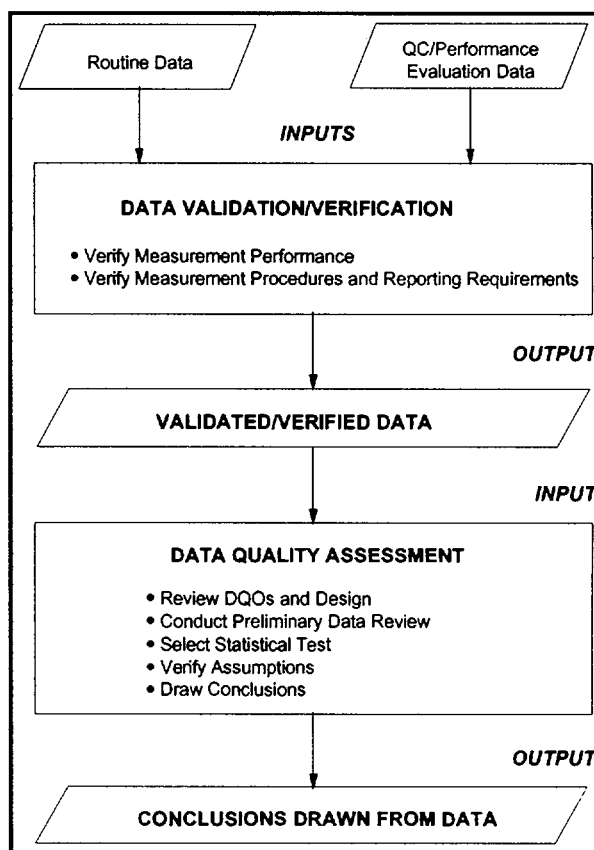 Routine Data
QC/Performance
Evaluation Data
INPUTS
DATA VALIDATION/VERIFICATION
• Verify Measurement Performance
• Verify Measurement Procedures and Reporting Requirements
OUTPUT
VALIDATED/VERIFIED DATA
INPUT
DATA QUALITY ASSESSMENT
• Review DQOs and Design
• Conduct Preliminary Data Review
• Select Statistical Test
• Verify Assumptions
• Draw Conclusions
OUTPUT
CONCLUSIONS DRAWN FROM DATA